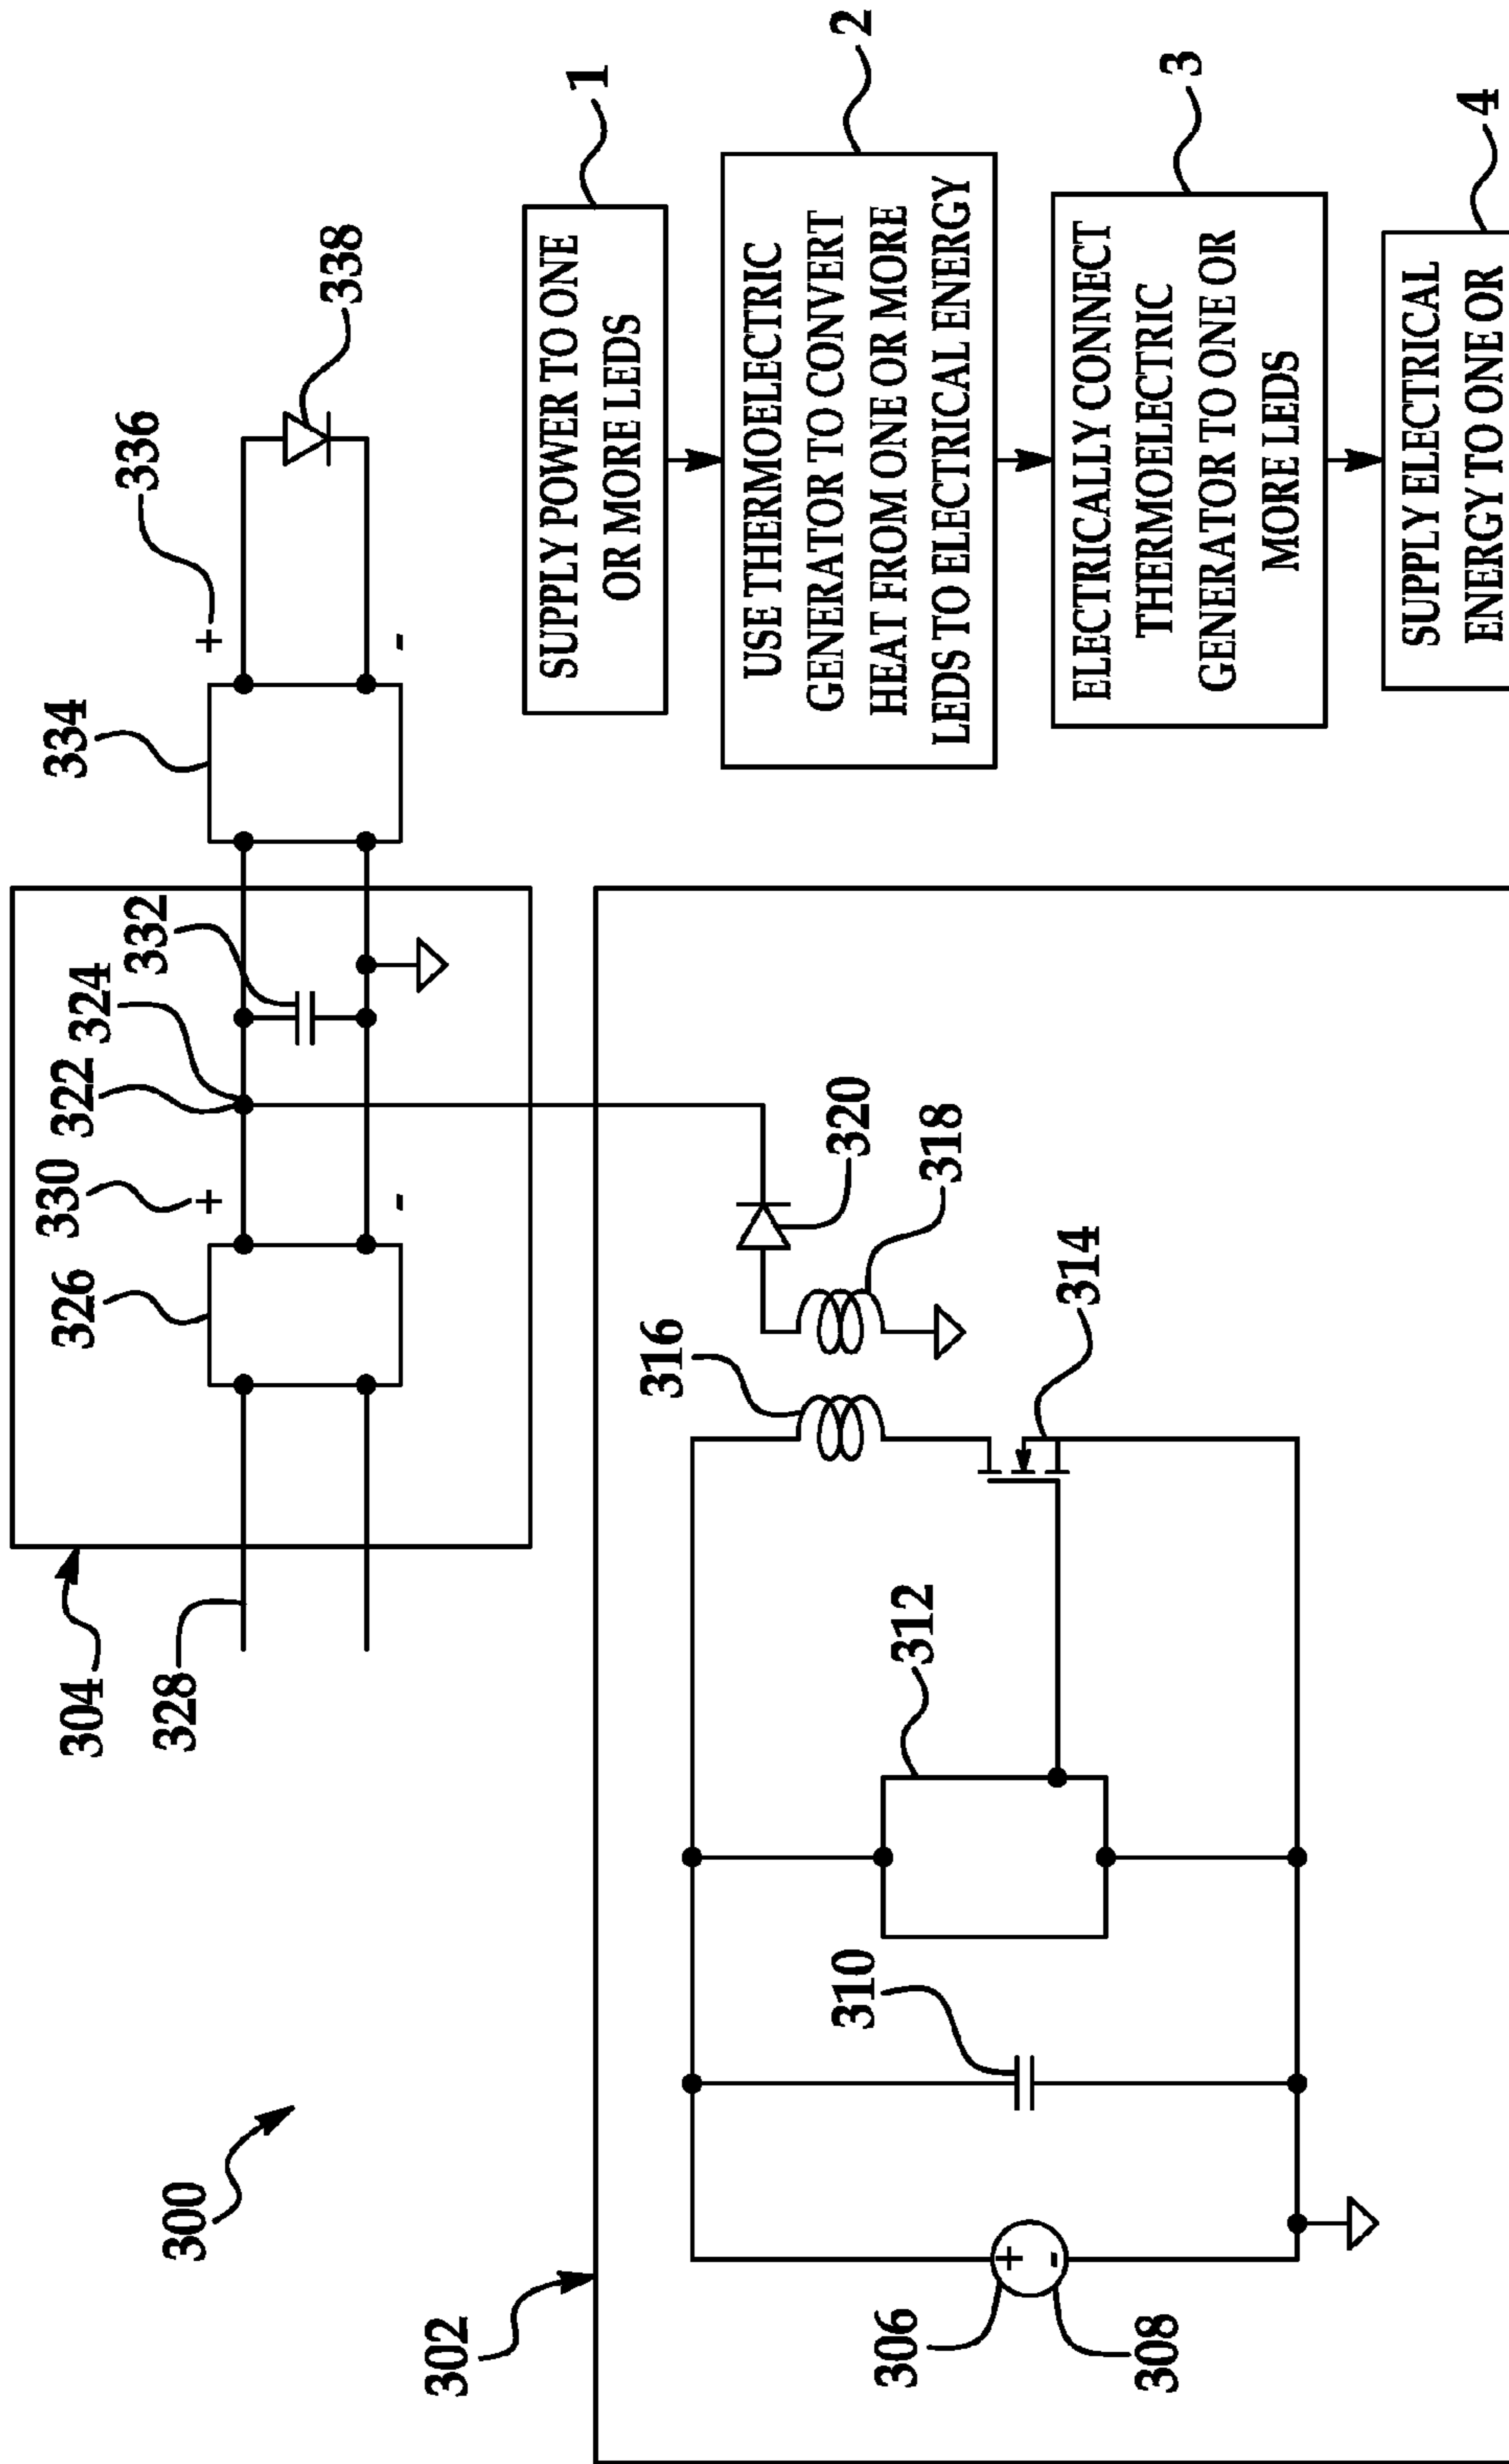 300
304
328
326
330
+
-
322
324
332
334
336
+
-
338
302
306
308
+
-
310
312
314
316
318
320
SUPPLY POWER TO ONE
OR MORE LEDS
1
USE THERMOELECTRIC
GENERATOR TO CONVERT
HEAT FROM ONE OR MORE
LEDS TO ELECTRICAL ENERGY
2
ELECTRICALLY CONNECT
THERMOELECTRIC
GENERATOR TO ONE OR
MORE LEDS
3
SUPPLY ELECTRICAL
ENERGY TO ONE OR
4